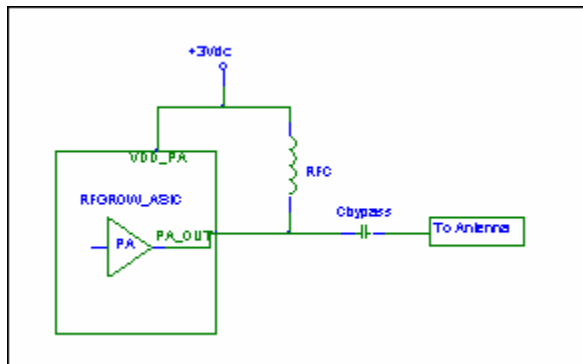 +3Vdc
VDD_PA
RFGROW_ASIC
RFC
Cbypass
PA
PA_OUT
To Antenna